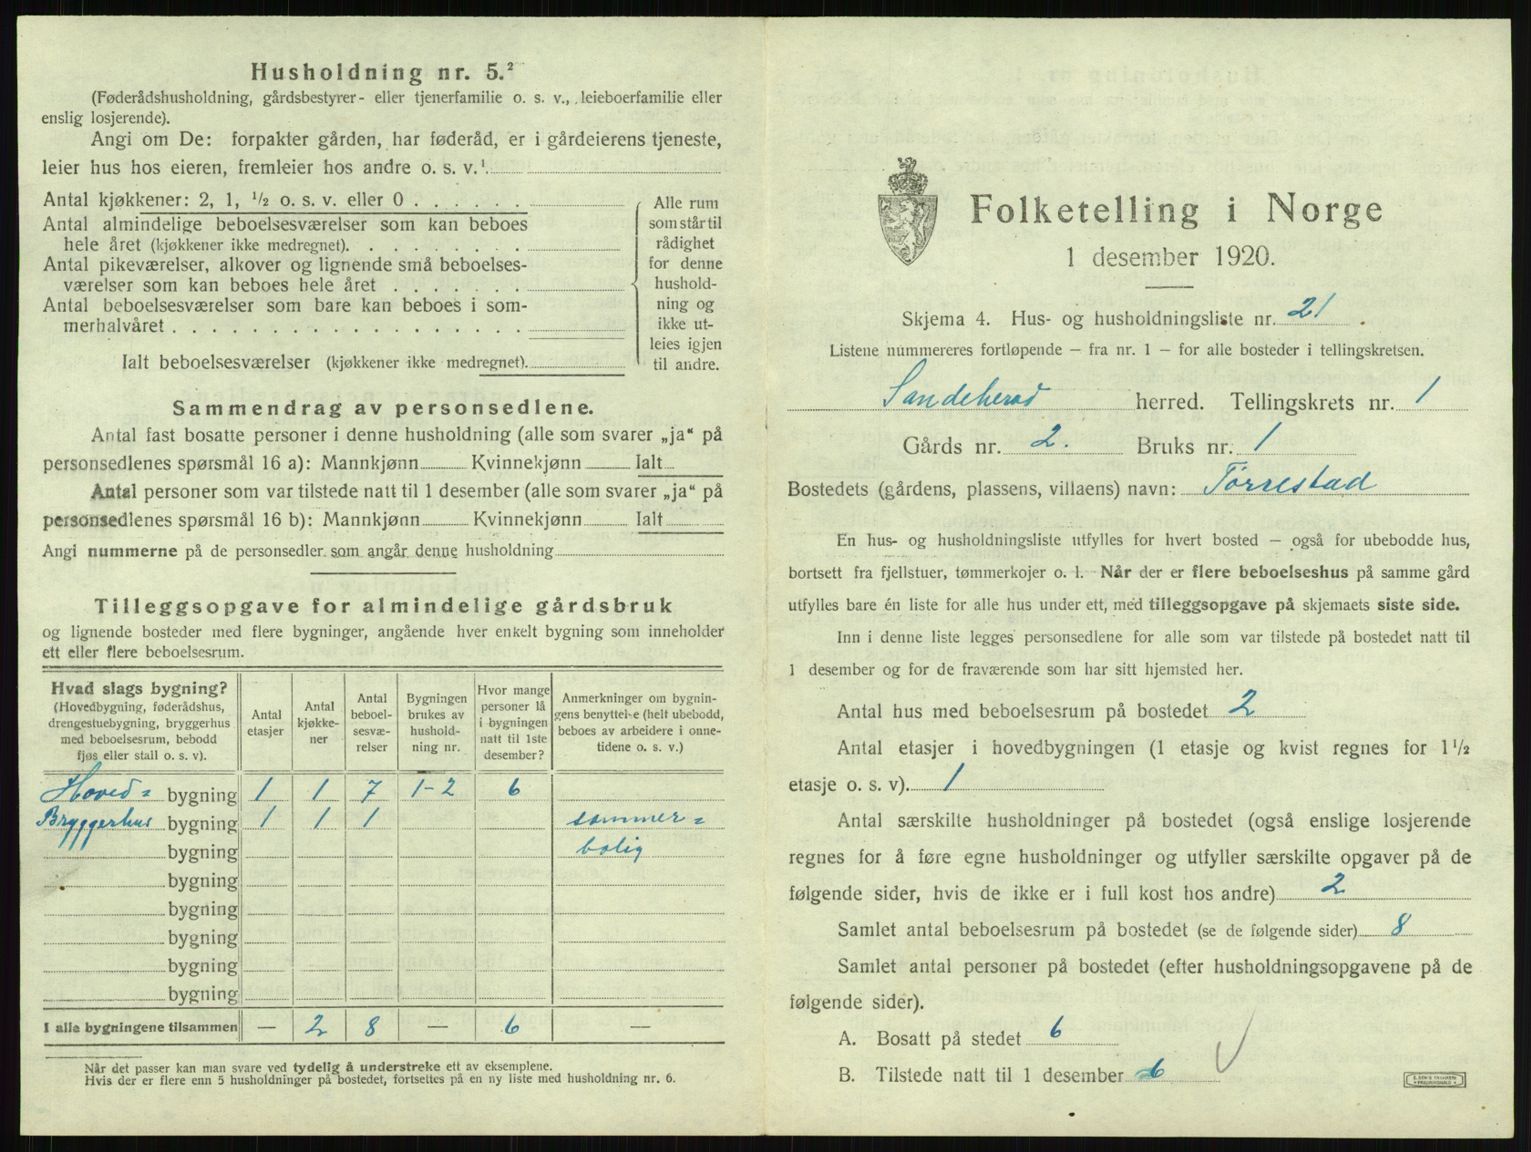 Husholdning nr. 5.²
(Føderådshusholdning, gårdsbestyrer- eller tjenerfamilie o. s. v., leieboerfamilie eller
enslig losjerende).
Angi om De: forpakter gården, har føderåd, er i gårdeierens tjeneste,
leier hus hos eieren, fremleier hos andre o. s. v.¹
Antal kjøkkener: 2, 1, ½ o. s. v. eller 0
Antal almindelige beboelsesværelser som kan beboes
hele året (kjøkkener ikke medregnet).
Antal pikeværelser, alkover og lignende små beboelses-
værelser som kan beboes hele året
Antal beboelsesværelser som bare kan beboes i som-
merhalvåret
Ialt beboelsesværelser (kjøkkener ikke medregnet).
Alle rum
som står til
rådighet
for denne
hushold-
ning og
ikke ut-
leies igjen
til andre.
Sammendrag av personsedlene.
Antal fast bosatte personer i denne husholdning (alle som svarer „ja“ på
personsedlenes spørsmål 16 a): Mannkjønn Kvinnekjønn Ialt
Antal personer som var tilstede natt til 1 desember (alle som svarer „ja“ på
personsedlenes spørsmål 16 b): Mannkjønn Kvinnekjønn Ialt
Angi nummerne på de personsedler som angår denne husholdning
Tilleggsopgave for almindelige gårdsbruk
og lignende bosteder med flere bygninger, angående hver enkelt bygning som inneholder
ett eller flere beboelsesrum.
Hvad slags bygning?
(Hovedbygning, føderådshus,
drengestuebygning, bryggerhus
med beboelsesrum, bebodd
fjøs eller stall o. s. v).
Antal
etasjer
Antal
kjøkke-
ner
Antal
beboel-
sesvæ-
relser
Bygningen
brukes av
hushold-
ning nr.
Hvor mange
personer lå
i bygningen
natt til 1ste
desember?
Anmerkninger om bygnin-
gens benyttelse (helt ubebodd,
beboes av arbeidere i onne-
tidene o. s. v.)
Hoved= bygning 1 1 7 1-2 6
Bryggerhus bygning 1 1 1 sommer=
bygning bolig
bygning
bygning
bygning
bygning
bygning
I alle bygningene tilsammen — 2 8 — 6 —
Når det passer kan man svare ved tydelig å understreke ett av eksemplene.
Hvis der er flere enn 5 husholdninger på bostedet, fortsettes på en ny liste med husholdning nr. 6.
Folketelling i Norge
1 desember 1920.
Skjema 4. Hus- og husholdningsliste nr. 21.
Listene nummereres fortløpende – fra nr. 1 – for alle bosteder i tellingskretsen.
Sandeherad herred. Tellingskrets nr. 1
Gårds nr. 2. Bruks nr. 1
Bostedets (gårdens, plassens, villaens) navn: Tørrestad
En hus- og husholdningsliste utfylles for hvert bosted – også for ubebodde hus,
bortsett fra fjellstuer, tømmerkojer o. l. Når der er flere beboelseshus på samme gård
utfylles bare én liste for alle hus under ett, med tilleggsopgave på skjemaets siste side.
Inn i denne liste legges personsedlene for alle som var tilstede på bostedet natt til
1 desember og for de fraværende som har sitt hjemsted her.
Antal hus med beboelsesrum på bostedet 2
Antal etasjer i hovedbygningen (1 etasje og kvist regnes for 1½
etasje o. s. v). 1
Antal særskilte husholdninger på bostedet (også enslige losjerende
regnes for å føre egne husholdninger og utfyller særskilte opgaver på de
følgende sider, hvis de ikke er i full kost hos andre) 2
Samlet antal beboelsesrum på bostedet (se de følgende sider) 8
Samlet antal personer på bostedet (efter husholdningsopgavene på de
følgende sider).
A. Bosatt på stedet 6
B. Tilstede natt til 1 desember 6